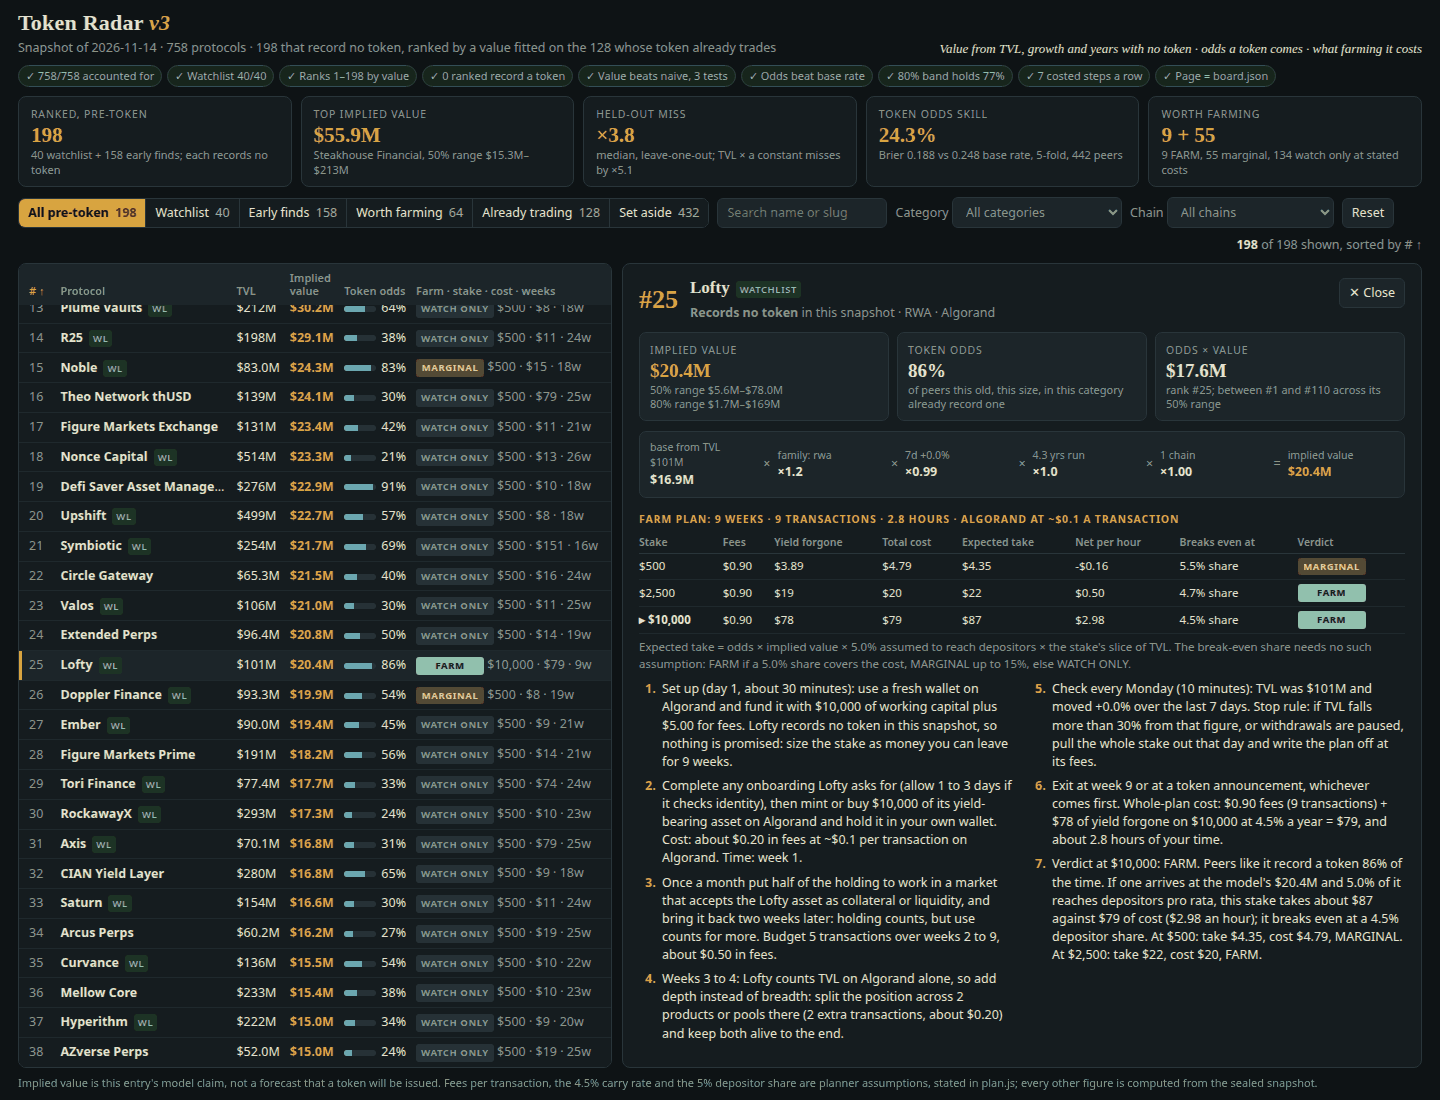 Token Radar v3
Snapshot of 2026-11-14 · 758 protocols · 198 that record no token, ranked by a value fitted on the 128 whose token already trades
Value from TVL, growth and years with no token · odds a token comes · what farming it costs
✓ 758/758 accounted for ✓ Watchlist 40/40 ✓ Ranks 1–198 by value ✓ 0 ranked record a token ✓ Value beats naive, 3 tests ✓ Odds beat base rate ✓ 80% band holds 77% ✓ 7 costed steps a row ✓ Page = board.json
RANKED, PRE-TOKEN
198
40 watchlist + 158 early finds; each records no
token
TOP IMPLIED VALUE
$55.9M
Steakhouse Financial, 50% range $15.3M–
$213M
HELD-OUT MISS
×3.8
median, leave-one-out; TVL × a constant misses
by ×5.1
TOKEN ODDS SKILL
24.3%
Brier 0.188 vs 0.248 base rate, 5-fold, 442 peers
WORTH FARMING
9 + 55
9 FARM, 55 marginal, 134 watch only at stated
costs
All pre-token 198 Watchlist 40 Early finds 158 Worth farming 64 Already trading 128 Set aside 432 Search name or slug Category All categories Chain All chains Reset
198 of 198 shown, sorted by # ↑
# ↑ Protocol TVL Implied value Token odds Farm · stake · cost · weeks
13 Plume Vaults WL $212M $30.2M 64% WATCH ONLY $500 · $8 · 18w
14 R25 WL $198M $29.1M 38% WATCH ONLY $500 · $11 · 24w
15 Noble WL $83.0M $24.3M 83% MARGINAL $500 · $15 · 18w
16 Theo Network thUSD $139M $24.1M 30% WATCH ONLY $500 · $79 · 25w
17 Figure Markets Exchange $131M $23.4M 42% WATCH ONLY $500 · $11 · 21w
18 Nonce Capital WL $514M $23.3M 21% WATCH ONLY $500 · $13 · 26w
19 Defi Saver Asset Manage... $276M $22.9M 91% WATCH ONLY $500 · $10 · 18w
20 Upshift WL $499M $22.7M 57% WATCH ONLY $500 · $8 · 18w
21 Symbiotic WL $254M $21.7M 69% WATCH ONLY $500 · $151 · 16w
22 Circle Gateway $65.3M $21.5M 40% WATCH ONLY $500 · $16 · 24w
23 Valos WL $106M $21.0M 30% WATCH ONLY $500 · $11 · 25w
24 Extended Perps $96.4M $20.8M 50% WATCH ONLY $500 · $14 · 19w
25 Lofty WL $101M $20.4M 86% FARM $10,000 · $79 · 9w
26 Doppler Finance WL $93.3M $19.9M 54% MARGINAL $500 · $8 · 19w
27 Ember WL $90.0M $19.4M 45% WATCH ONLY $500 · $9 · 21w
28 Figure Markets Prime $191M $18.2M 56% WATCH ONLY $500 · $14 · 21w
29 Tori Finance WL $77.4M $17.7M 33% WATCH ONLY $500 · $74 · 24w
30 RockawayX WL $293M $17.3M 24% WATCH ONLY $500 · $10 · 23w
31 Axis WL $70.1M $16.8M 31% WATCH ONLY $500 · $79 · 25w
32 CIAN Yield Layer $280M $16.8M 65% WATCH ONLY $500 · $9 · 18w
33 Saturn WL $154M $16.6M 30% WATCH ONLY $500 · $11 · 24w
34 Arcus Perps $60.2M $16.2M 27% WATCH ONLY $500 · $19 · 25w
35 Curvance WL $136M $15.5M 54% WATCH ONLY $500 · $10 · 22w
36 Mellow Core $233M $15.4M 38% WATCH ONLY $500 · $10 · 23w
37 Hyperithm WL $222M $15.0M 34% WATCH ONLY $500 · $9 · 20w
38 AZverse Perps $52.0M $15.0M 24% WATCH ONLY $500 · $19 · 25w
#25 Lofty WATCHLIST
Records no token in this snapshot · RWA · Algorand
✕ Close
IMPLIED VALUE
$20.4M
50% range $5.6M–$78.0M
80% range $1.7M–$169M
TOKEN ODDS
86%
of peers this old, this size, in this category
already record one
ODDS × VALUE
$17.6M
rank #25; between #1 and #110 across its
50% range
base from TVL
$101M
$16.9M
× family: rwa
×1.2
× 7d +0.0%
×0.99
× 4.3 yrs run
×1.0
× 1 chain
×1.00
= implied value
$20.4M
FARM PLAN: 9 WEEKS · 9 TRANSACTIONS · 2.8 HOURS · ALGORAND AT ~$0.1 A TRANSACTION
Stake Fees Yield forgone Total cost Expected take Net per hour Breaks even at Verdict
$500 $0.90 $3.89 $4.79 $4.35 -$0.16 5.5% share MARGINAL
$2,500 $0.90 $19 $20 $22 $0.50 4.7% share FARM
▸ $10,000 $0.90 $78 $79 $87 $2.98 4.5% share FARM
Expected take = odds × implied value × 5.0% assumed to reach depositors × the stake's slice of TVL. The break-even share needs no such
assumption: FARM if a 5.0% share covers the cost, MARGINAL up to 15%, else WATCH ONLY.
1. Set up (day 1, about 30 minutes): use a fresh wallet on
Algorand and fund it with $10,000 of working capital plus
$5.00 for fees. Lofty records no token in this snapshot, so
nothing is promised: size the stake as money you can leave
for 9 weeks.
2. Complete any onboarding Lofty asks for (allow 1 to 3 days if
it checks identity), then mint or buy $10,000 of its yield-
bearing asset on Algorand and hold it in your own wallet.
Cost: about $0.20 in fees at ~$0.1 per transaction on
Algorand. Time: week 1.
3. Once a month put half of the holding to work in a market
that accepts the Lofty asset as collateral or liquidity, and
bring it back two weeks later: holding counts, but use
counts for more. Budget 5 transactions over weeks 2 to 9,
about $0.50 in fees.
4. Weeks 3 to 4: Lofty counts TVL on Algorand alone, so add
depth instead of breadth: split the position across 2
products or pools there (2 extra transactions, about $0.20)
and keep both alive to the end.
5. Check every Monday (10 minutes): TVL was $101M and
moved +0.0% over the last 7 days. Stop rule: if TVL falls
more than 30% from that figure, or withdrawals are paused,
pull the whole stake out that day and write the plan off at
its fees.
6. Exit at week 9 or at a token announcement, whichever
comes first. Whole-plan cost: $0.90 fees (9 transactions) +
$78 of yield forgone on $10,000 at 4.5% a year = $79, and
about 2.8 hours of your time.
7. Verdict at $10,000: FARM. Peers like it record a token 86% of
the time. If one arrives at the model's $20.4M and 5.0% of it
reaches depositors pro rata, this stake takes about $87
against $79 of cost ($2.98 an hour); it breaks even at a 4.5%
depositor share. At $500: take $4.35, cost $4.79, MARGINAL.
At $2,500: take $22, cost $20, FARM.
Implied value is this entry's model claim, not a forecast that a token will be issued. Fees per transaction, the 4.5% carry rate and the 5% depositor share are planner assumptions, stated in plan.js; every other figure is computed from the sealed snapshot.